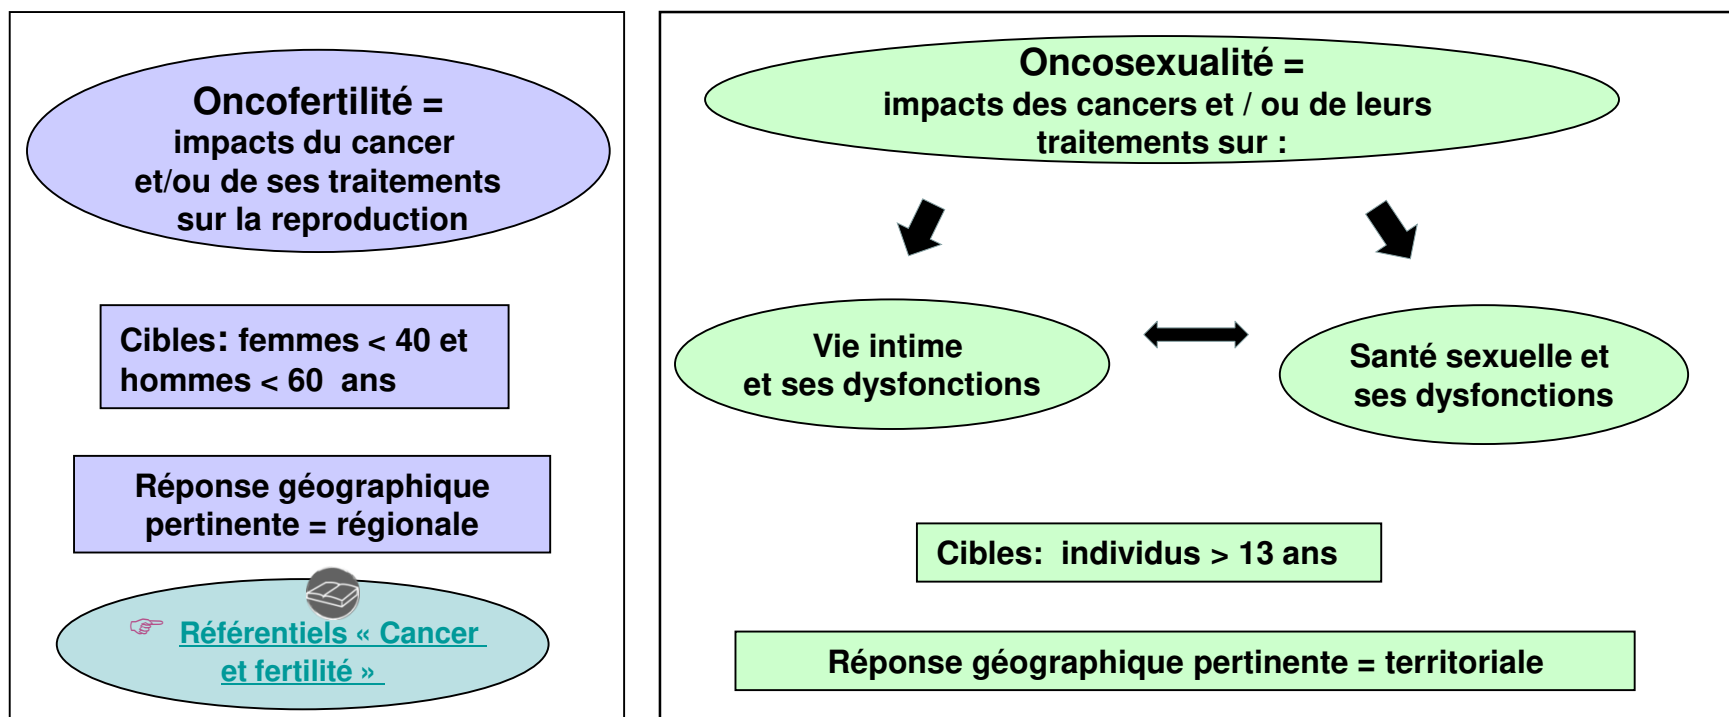 Oncofertilité =
impacts du cancer
et/ou de ses traitements
sur la reproduction
Cibles: femmes < 40 et
hommes < 60 ans
Réponse géographique
pertinente = régionale
☞ Référentiels « Cancer
et fertilité »
Oncosexualité =
impacts des cancers et / ou de leurs
traitements sur :
Vie intime
et ses dysfonctions
Santé sexuelle et
ses dysfonctions
Cibles: individus > 13 ans
Réponse géographique pertinente = territoriale